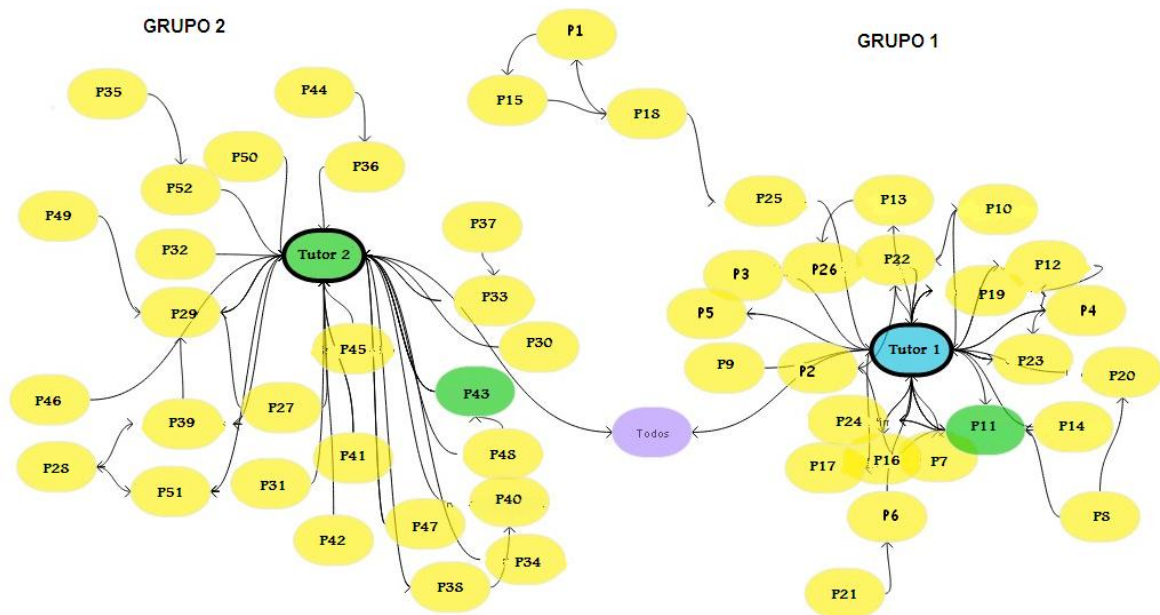 GRUPO 2
P1
GRUPO 1
P35
P44
P15
P18
P50
P36
P52
P25
P13
P10
P49
P37
P32
Tutor 2
P3
P26
P22
P12
P19
P29
P33
P5
P4
P45
P30
P9
P2
Tutor 1
P23
P20
P46
P39
P27
P43
Todos
P24
P11
P14
P28
P51
P31
P41
P48
P17
P16
P7
P40
P42
P47
P6
P8
P34
P38
P21